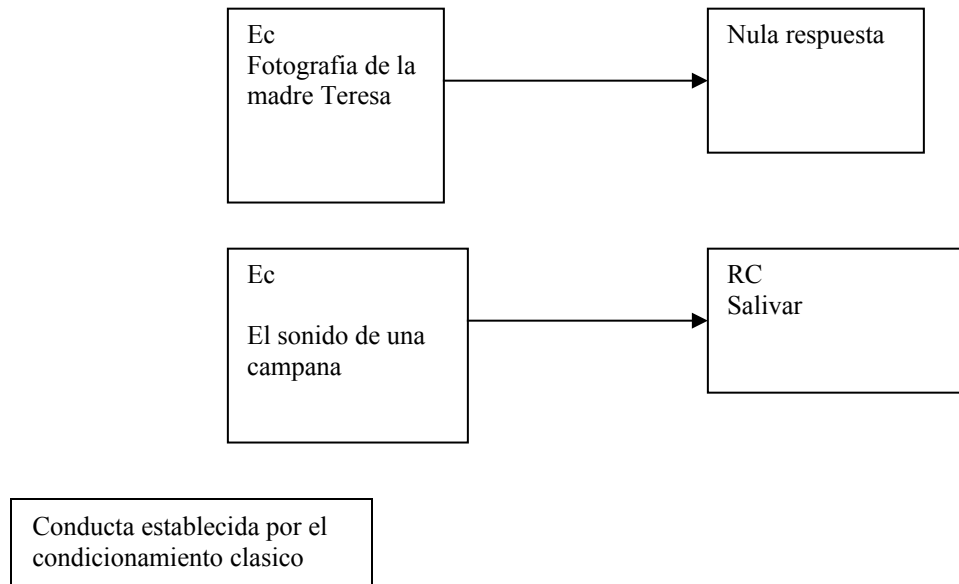 Ec
Fotografia de la
madre Teresa
Nula respuesta
Ec
El sonido de una
campana
RC
Salivar
Conducta establecida por el
condicionamiento clasico